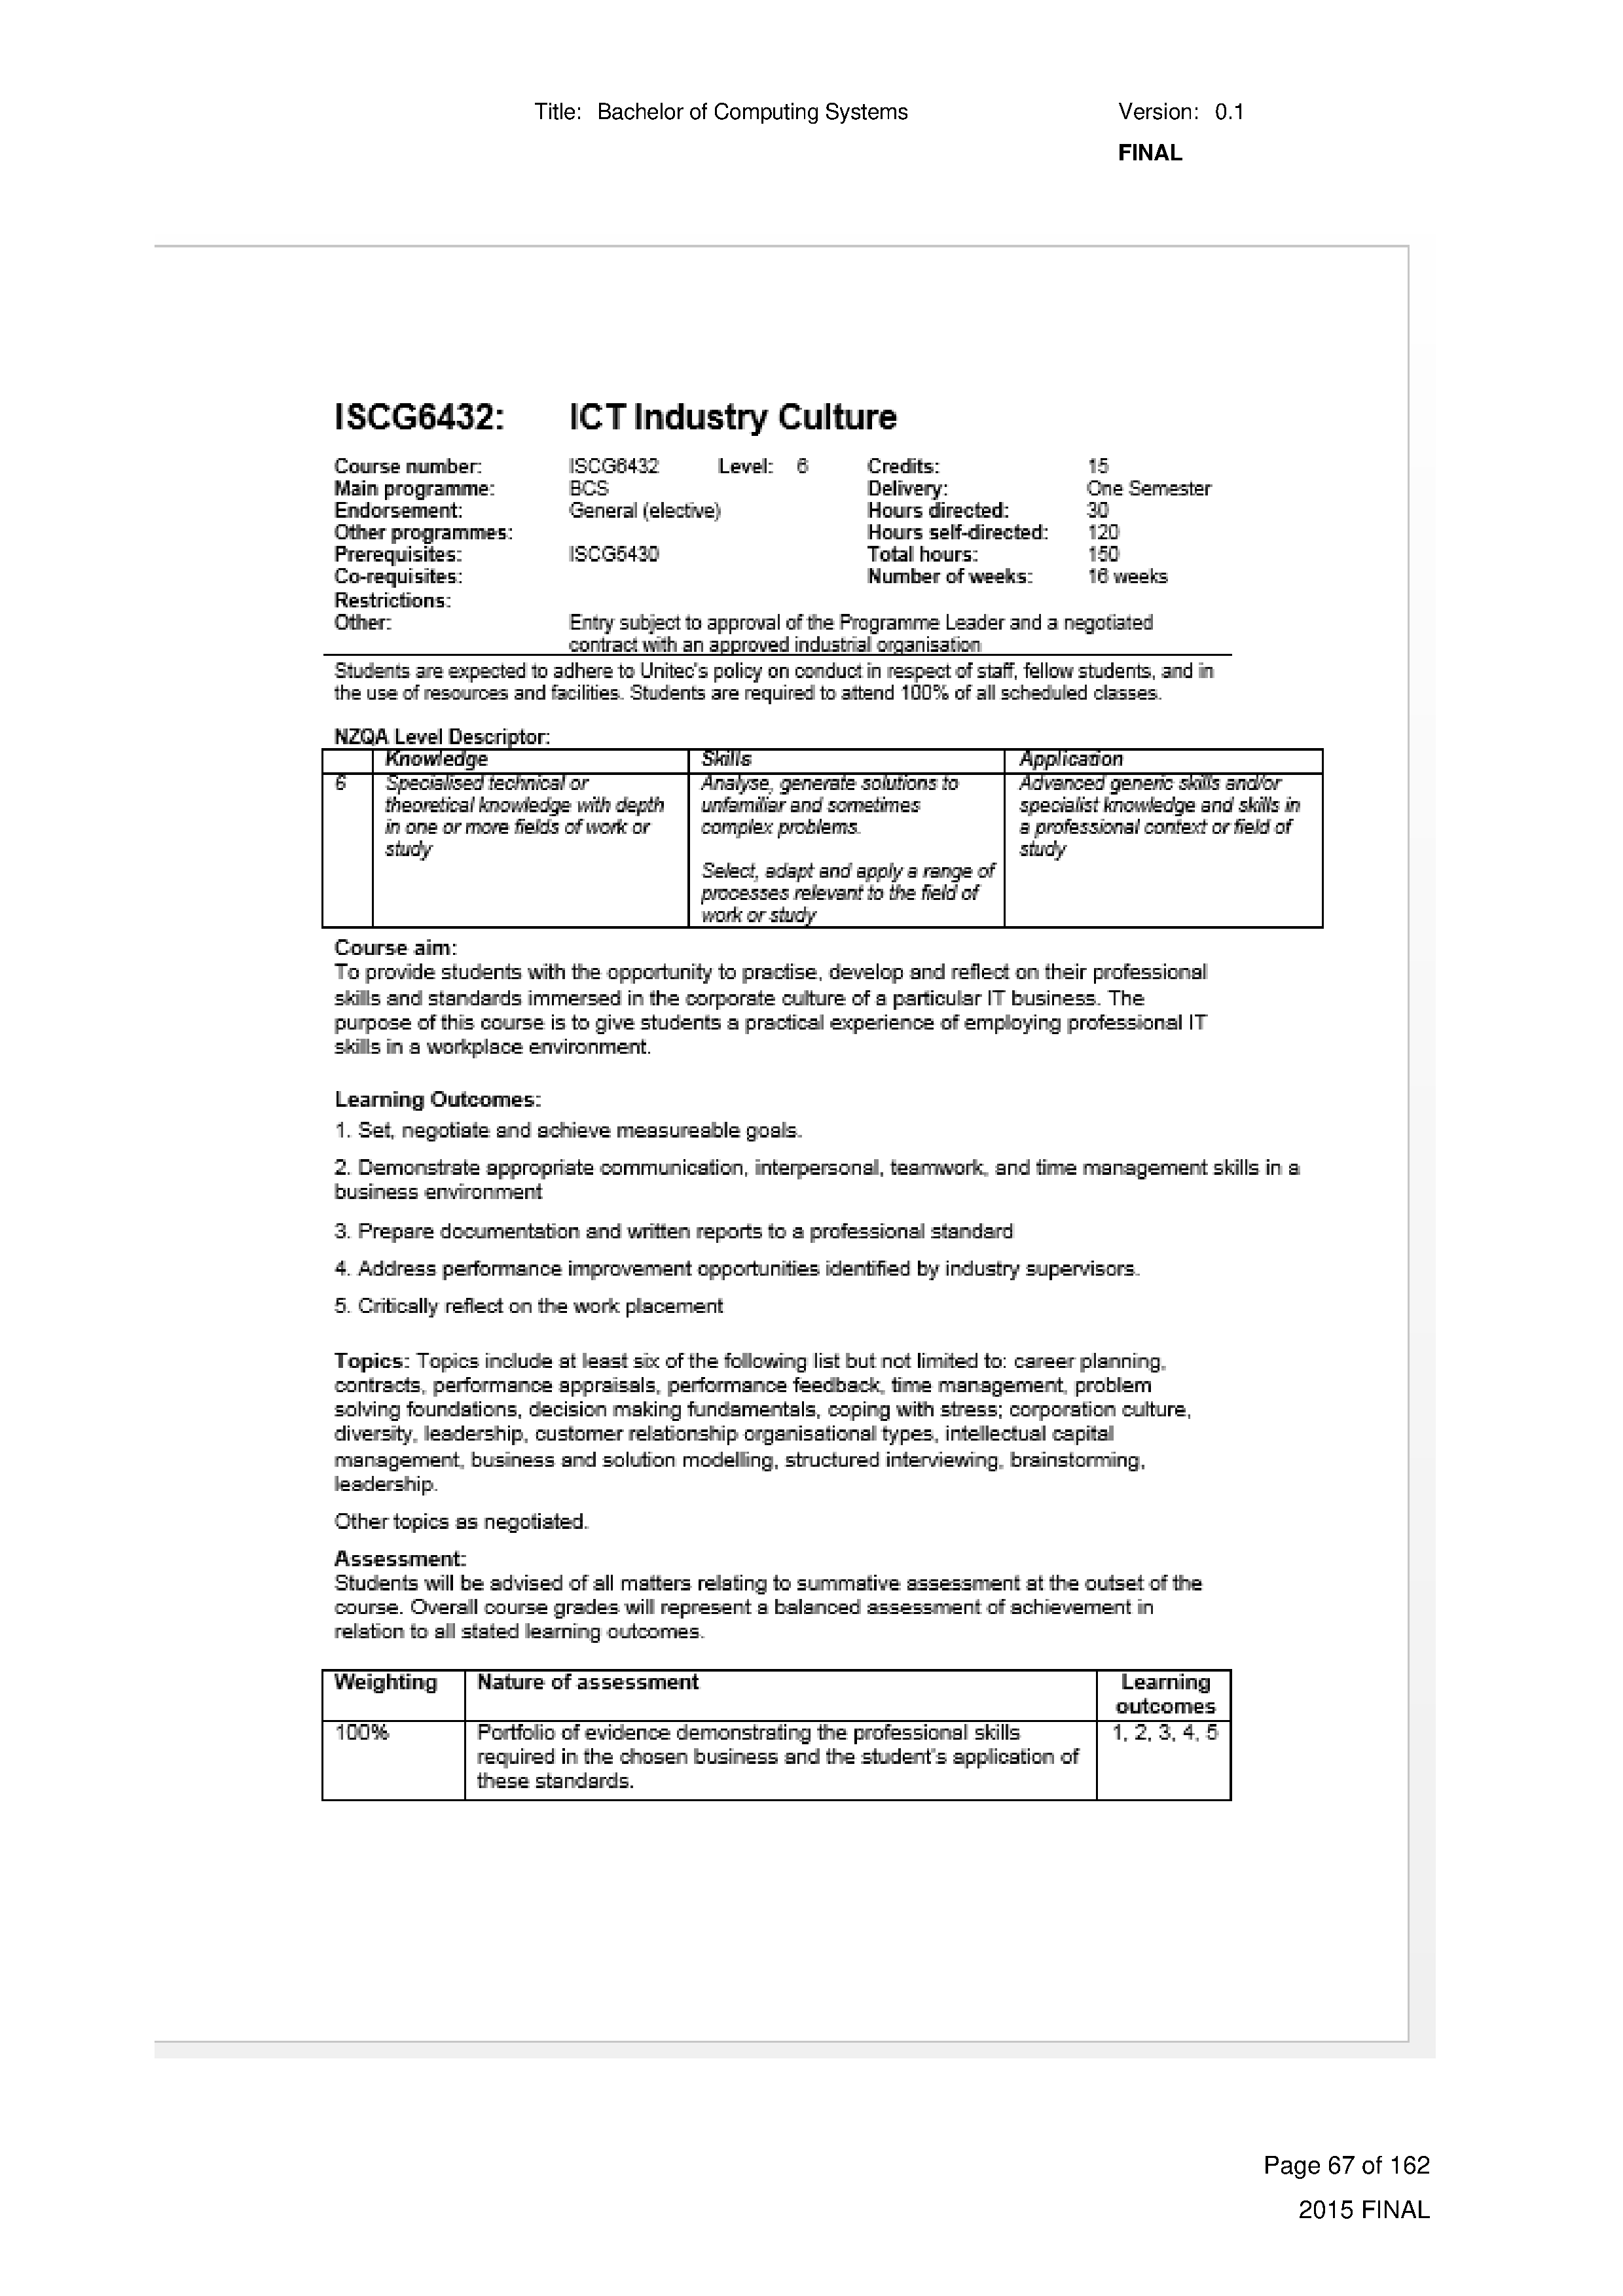 Title: Bachelor of Computing Systems Version: 0.1
FINAL
ISCG6432: ICT Industry Culture
Course number: ISCG6432 Level: 6 Credits: 15
Main programme: BCS Delivery: One Semester
Endorsement: General (elective) Hours directed: 30
Other programmes: Hours self-directed: 120
Prerequisites: ISCG5430 Total hours: 150
Co-requisites: Number of weeks: 16 weeks
Restrictions:
Other: Entry subject to approval of the Programme Leader and a negotiated
contract with an approved industrial organisation
Students are expected to adhere to Unitec's policy on conduct in respect of staff, fellow students, and in
the use of resources and facilities. Students are required to attend 100% of all scheduled classes.
NZQA Level Descriptor:
Knowledge Skills Application
6 Specialised technical or Analyse, generate solutions to Advanced generic skills and/or
theoretical knowledge with depth unfamiliar and sometimes specialist knowledge and skills in
in one or more fields of work or complex problems. a professional context or field of
study study
Select, adapt and apply a range of
processes relevant to the field of
work or study
Course aim:
To provide students with the opportunity to practise, develop and reflect on their professional
skills and standards immersed in the corporate culture of a particular IT business. The
purpose of this course is to give students a practical experience of employing professional IT
skills in a workplace environment.
Learning Outcomes:
1. Set, negotiate and achieve measureable goals.
2. Demonstrate appropriate communication, interpersonal, teamwork, and time management skills in a
business environment
3. Prepare documentation and written reports to a professional standard
4. Address performance improvement opportunities identified by industry supervisors.
5. Critically reflect on the work placement
Topics: Topics include at least six of the following list but not limited to: career planning,
contracts, performance appraisals, performance feedback, time management, problem
solving foundations, decision making fundamentals, coping with stress; corporation culture,
diversity, leadership, customer relationship organisational types, intellectual capital
management, business and solution modelling, structured interviewing, brainstorming,
leadership.
Other topics as negotiated.
Assessment:
Students will be advised of all matters relating to summative assessment at the outset of the
course. Overall course grades will represent a balanced assessment of achievement in
relation to all stated learning outcomes.
Weighting Nature of assessment Learning
outcomes
100% Portfolio of evidence demonstrating the professional skills 1, 2, 3, 4, 5
required in the chosen business and the student's application of
these standards.
Page 67 of 162
2015 FINAL